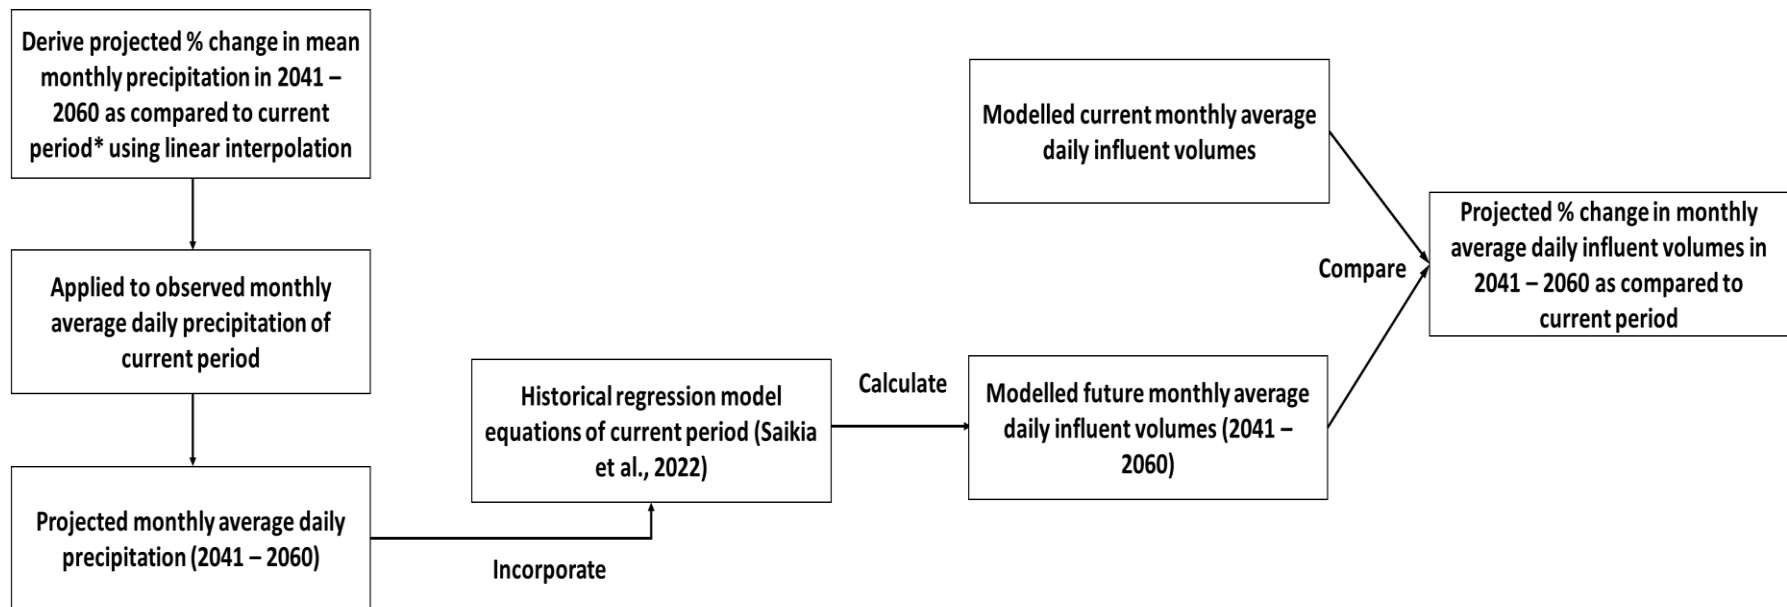 Derive projected % change in mean
monthly precipitation in 2041 –
2060 as compared to current
period* using linear interpolation
Applied to observed monthly
average daily precipitation of
current period
Projected monthly average daily
precipitation (2041 – 2060)
Incorporate
Historical regression model
equations of current period (Saikia
et al., 2022)
Calculate
Modelled current monthly average
daily influent volumes
Modelled future monthly average
daily influent volumes (2041 –
2060)
Compare
Projected % change in monthly
average daily influent volumes in
2041 – 2060 as compared to
current period